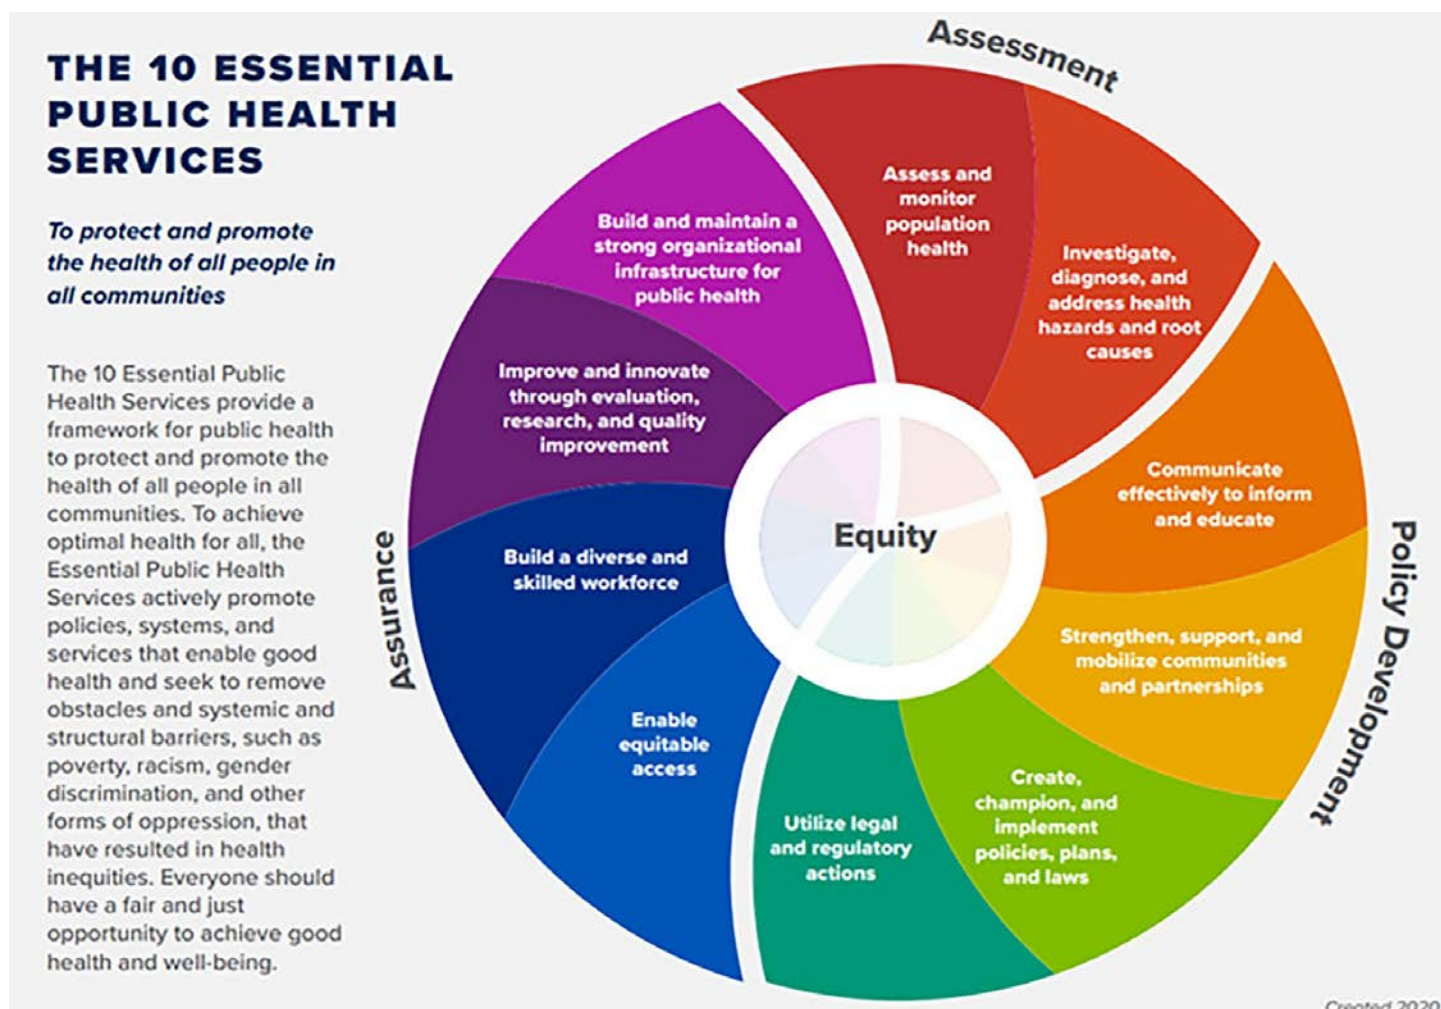 THE 10 ESSENTIAL
PUBLIC HEALTH
SERVICES
To protect and promote
the health of all people in
all communities
The 10 Essential Public
Health Services provide a
framework for public health
to protect and promote the
health of all people in all
communities. To achieve
optimal health for all, the
Essential Public Health
Services actively promote
policies, systems, and
services that enable good
health and seek to remove
obstacles and systemic and
structural barriers, such as
poverty, racism, gender
discrimination, and other
forms of oppression, that
have resulted in health
inequities. Everyone should
have a fair and just
opportunity to achieve good
health and well-being.
Assessment
Assess and
monitor
population
health
Investigate,
diagnose, and
address health
hazards and root
causes
Policy Development
Communicate
effectively to inform
and educate
Strengthen, support, and
mobilize communities
and partnerships
Create,
champion, and
implement
policies, plans,
and laws
Utilize legal
and regulatory
actions
Assurance
Enable
equitable
access
Build a diverse and
skilled workforce
Improve and innovate
through evaluation,
research, and quality
improvement
Build and maintain a
strong organizational
infrastructure for
public health
Equity
Created 2020